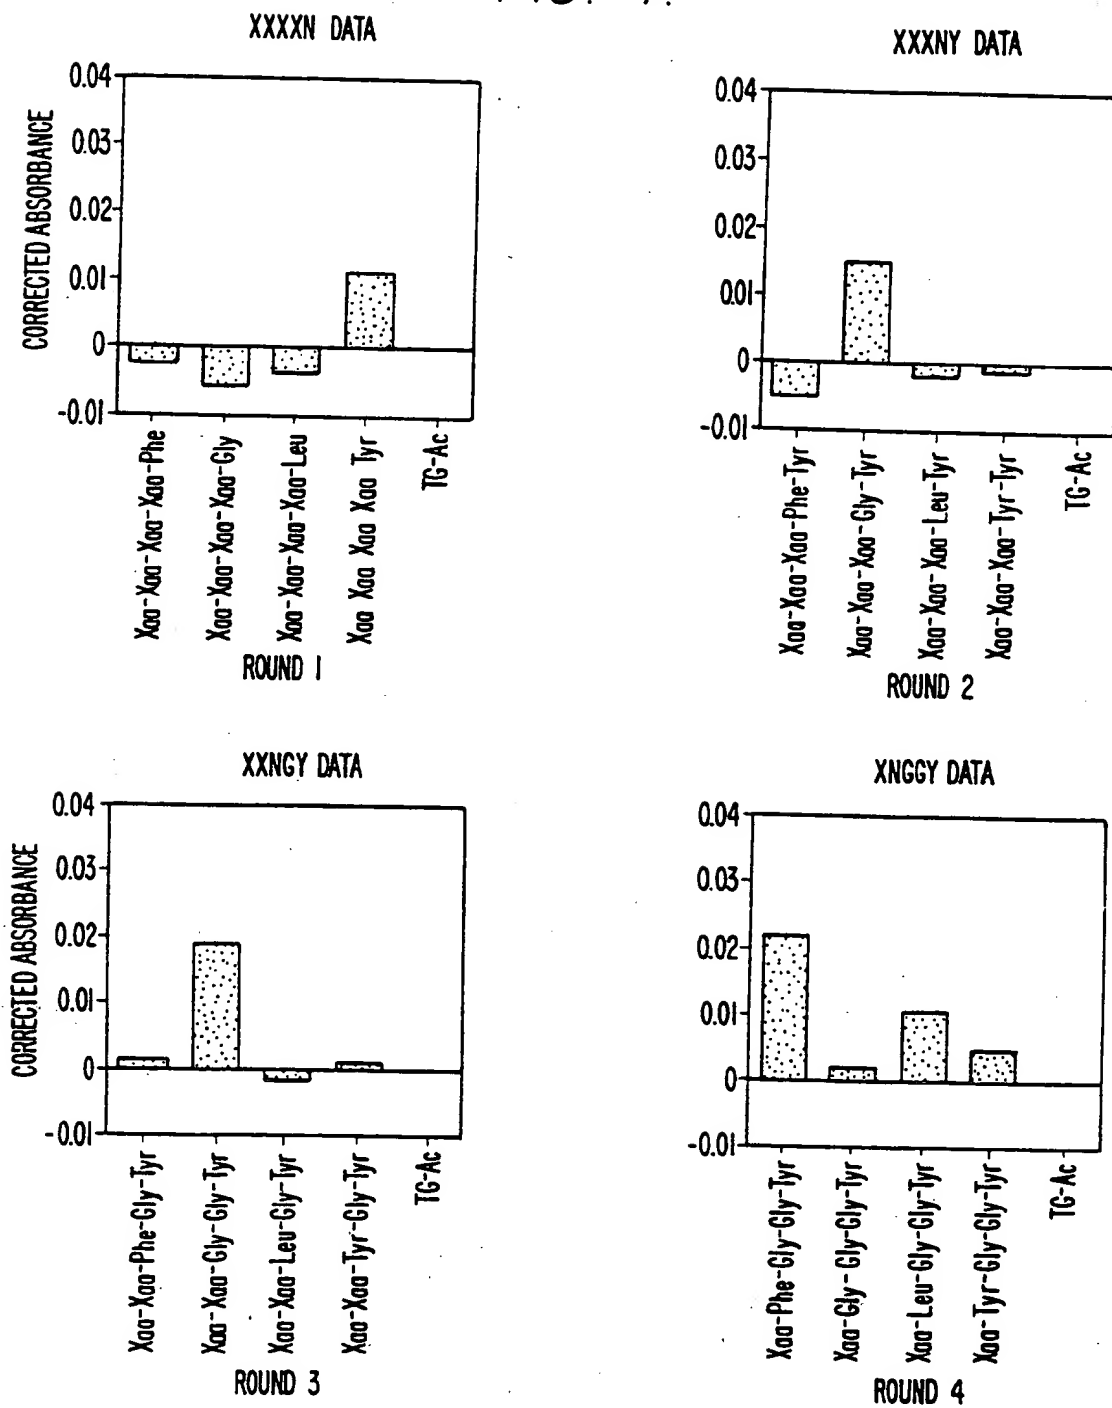 XXXXN DATA
CORRECTED ABSORBANCE
0.04
0.03
0.02
0.01
0
-0.01
Xaa-Xaa-Xaa-Xaa-Phe
Xaa-Xaa-Xaa-Xaa-Gly
Xaa-Xaa-Xaa-Xaa-Leu
Xaa Xaa Xaa Xaa Tyr
TG-Ac
ROUND 1
XXXNY DATA
0.04
0.03
0.02
0.01
0
-0.01
Xaa-Xaa-Xaa-Phe-Tyr
Xaa-Xaa-Xaa-Gly-Tyr
Xaa-Xaa-Xaa-Leu-Tyr
Xaa-Xaa-Xaa-Tyr-Tyr
TG-Ac
ROUND 2
XXNGY DATA
CORRECTED ABSORBANCE
0.04
0.03
0.02
0.01
0
-0.01
Xaa-Xaa-Phe-Gly-Tyr
Xaa-Xaa-Gly-Gly-Tyr
Xaa-Xaa-Leu-Gly-Tyr
Xaa-Xaa-Tyr-Gly-Tyr
TG-Ac
ROUND 3
XNGGY DATA
0.04
0.03
0.02
0.01
0
-0.01
Xaa-Phe-Gly-Gly-Tyr
Xaa-Gly-Gly-Gly-Tyr
Xaa-Leu-Gly-Gly-Tyr
Xaa-Tyr-Gly-Gly-Tyr
TG-Ac
ROUND 4